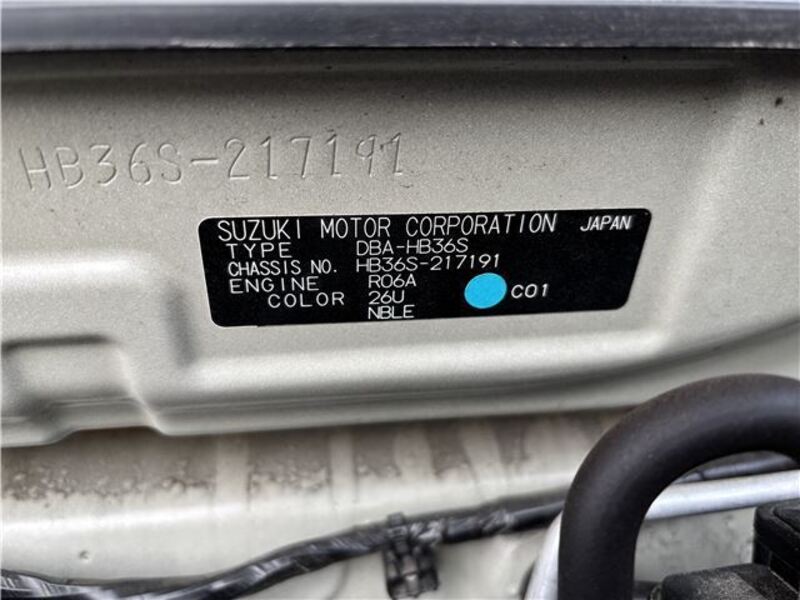 HB36S-217191
SUZUKI MOTOR CORPORATION JAPAN
TYPE DBA-HB36S
CHASSIS NO. HB36S-217191
ENGINE R06A
COLOR 26U C01
NBLE